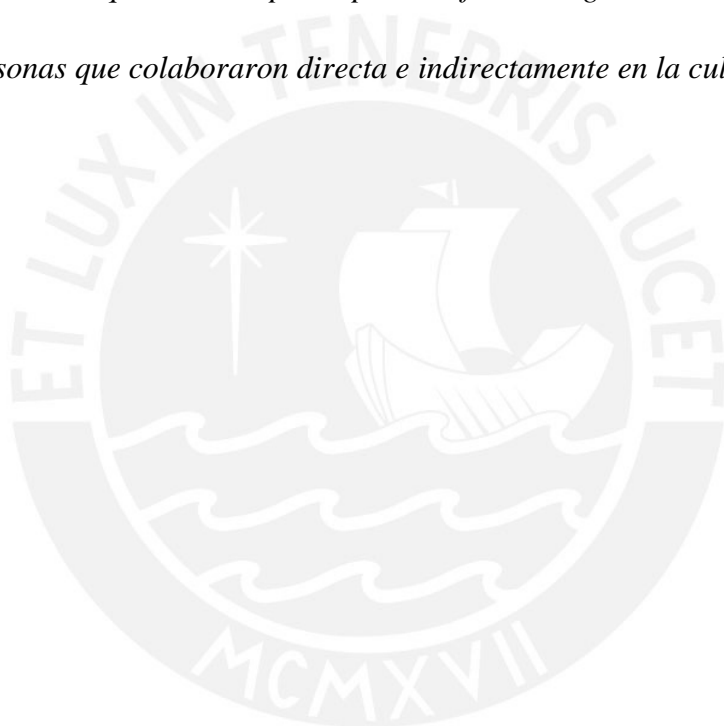 sonas que colaboraron directa e indirectamente en la cul
ET LUX IN TENEBRIS LUCET
MCMXVII